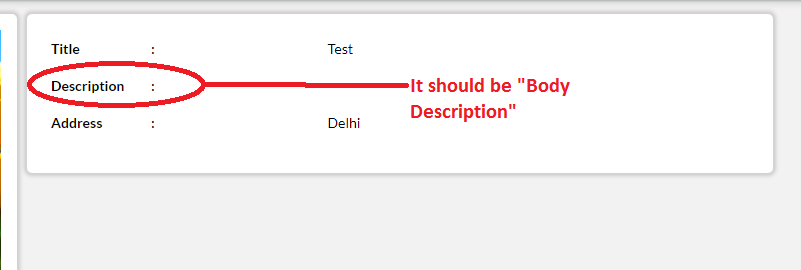 Title : Test
Description : It should be "Body
Description"
Address : Delhi